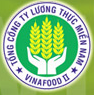 TỔNG CÔNG TY LƯƠNG THỰC MIỀN NAM
VINAFOOD II